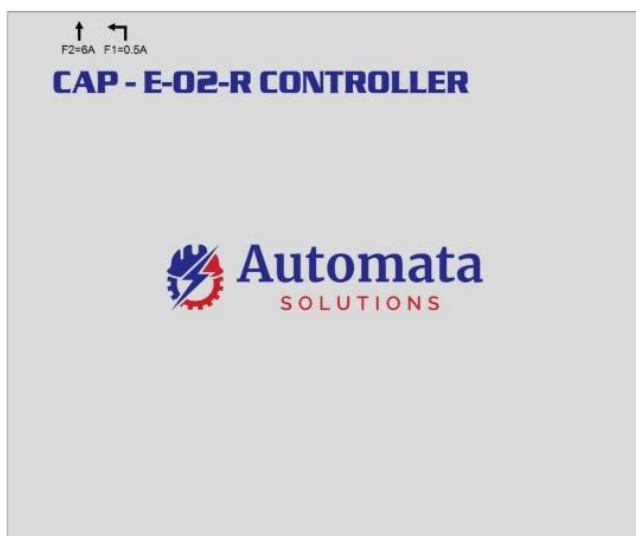 F2=6A F1=0.5A
CAP - E-02-R CONTROLLER
Automata
SOLUTIONS